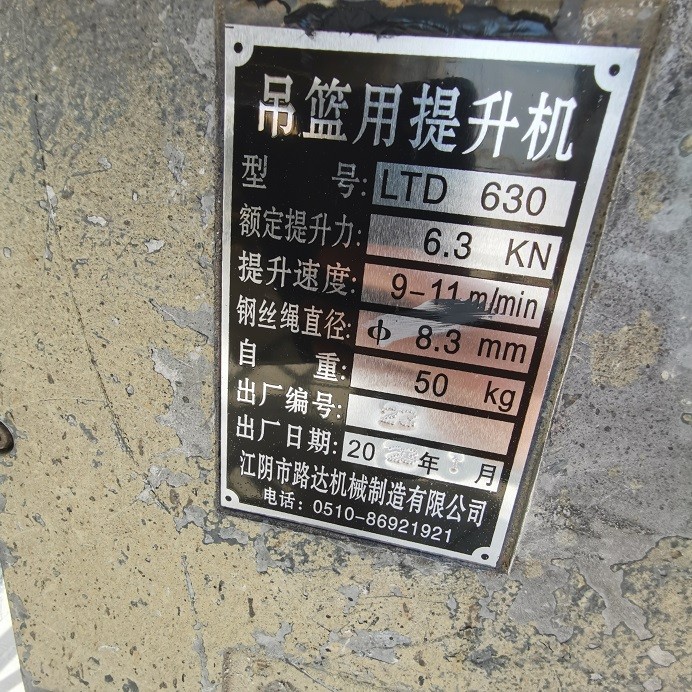 吊篮用提升机
型 号: LTD 630
额定提升力: 6.3 KN
提升速度: 9-11 m/min
钢丝绳直径: ф 8.3 mm
自 重: 50 kg
出厂编号:
出厂日期: 20 年 月
江阴市路达机械制造有限公司
电话: 0510-86921921